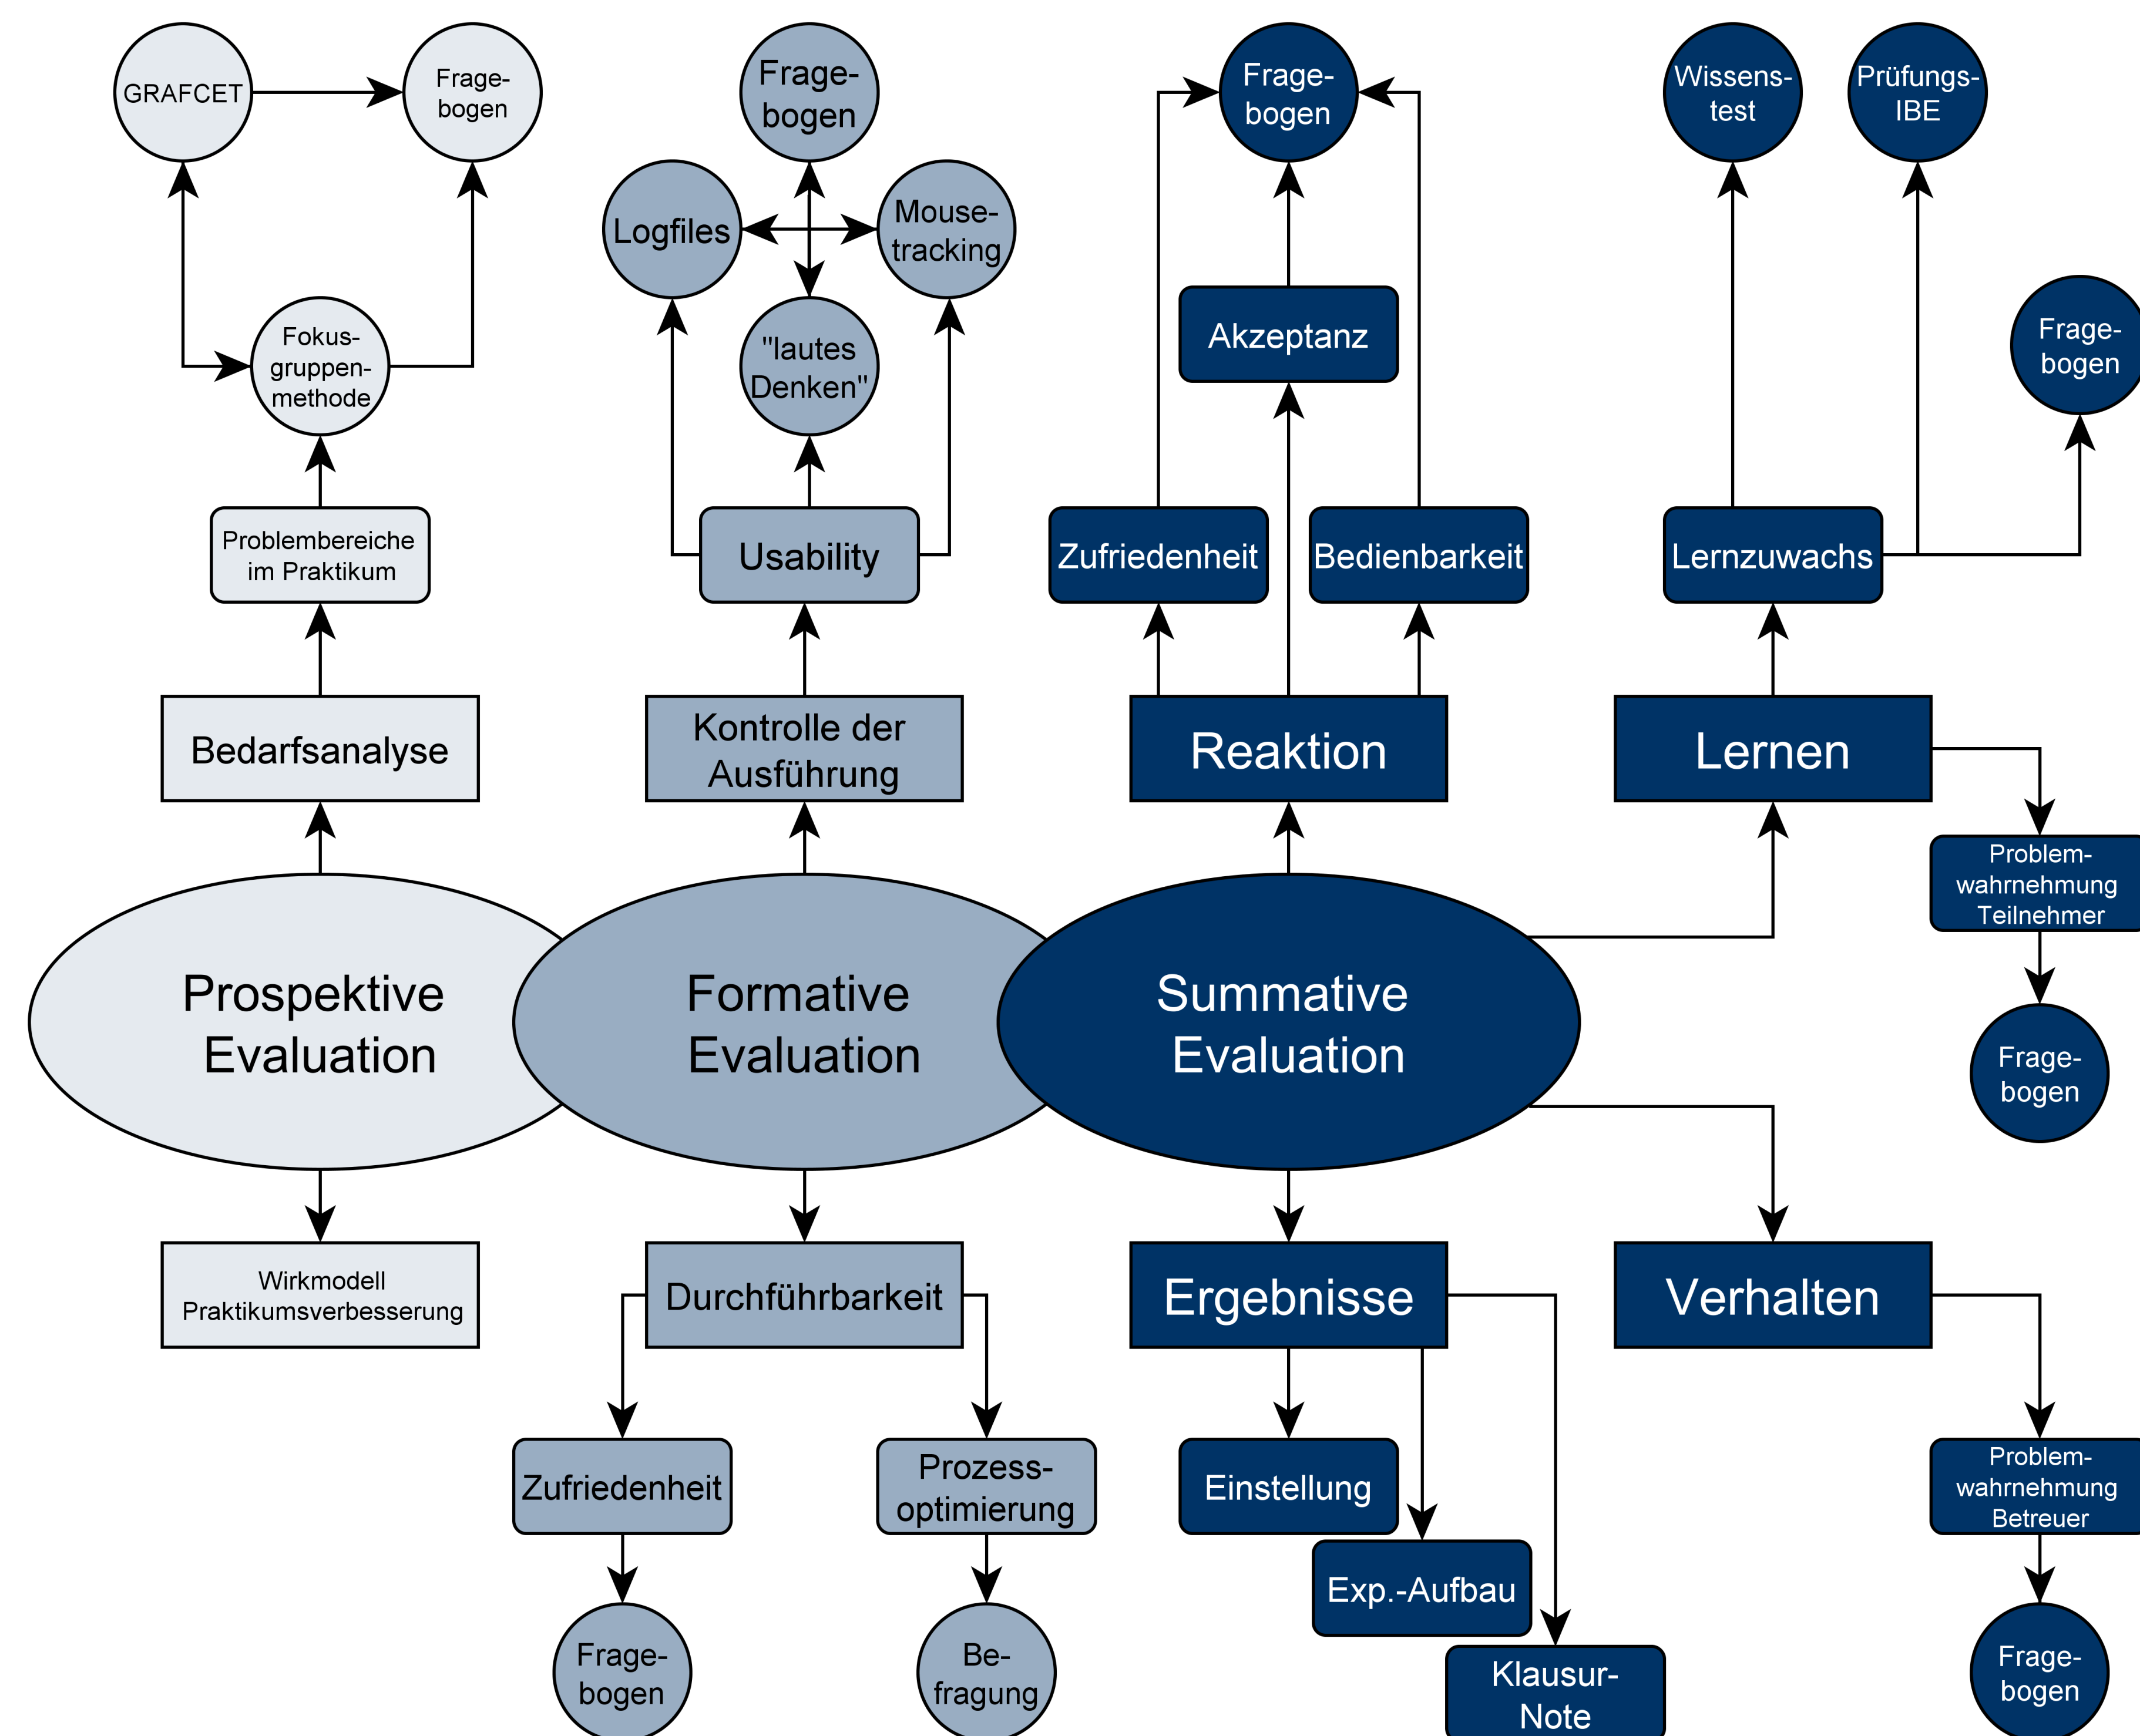 GRAFCET
Frage-
bogen
Frage-
bogen
Frage-
bogen
Wissens-
test
Prüfungs-
IBE
Logfiles
Mouse-
tracking
Fokus-
gruppen-
methode
"lautes
Denken"
Akzeptanz
Frage-
bogen
Problembereiche
im Praktikum
Usability
Zufriedenheit
Bedienbarkeit
Lernzuwachs
Bedarfsanalyse
Kontrolle der
Ausführung
Reaktion
Lernen
Problem-
wahrnehmung
Teilnehmer
Prospektive
Evaluation
Formative
Evaluation
Summative
Evaluation
Frage-
bogen
Wirkmodell
Praktikumsverbesserung
Durchführbarkeit
Ergebnisse
Verhalten
Zufriedenheit
Prozess-
optimierung
Einstellung
Problem-
wahrnehmung
Betreuer
Exp.-Aufbau
Frage-
bogen
Be-
fragung
Klausur-
Note
Frage-
bogen